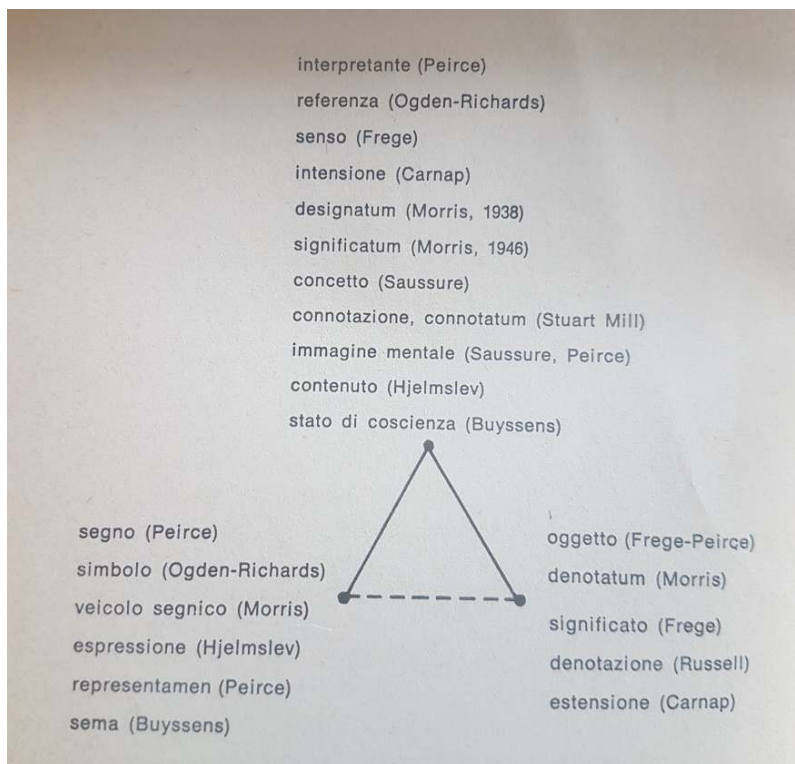 interpretante (Peirce)
referenza (Ogden-Richards)
senso (Frege)
intensione (Carnap)
designatum (Morris, 1938)
significatum (Morris, 1946)
concetto (Saussure)
connotazione, connotatum (Stuart Mill)
immagine mentale (Saussure, Peirce)
contenuto (Hjelmslev)
stato di coscienza (Buyssens)
segno (Peirce)
simbolo (Ogden-Richards)
veicolo segnico (Morris)
espressione (Hjelmslev)
representamen (Peirce)
sema (Buyssens)
oggetto (Frege-Peirce)
denotatum (Morris)
significato (Frege)
denotazione (Russell)
estensione (Carnap)